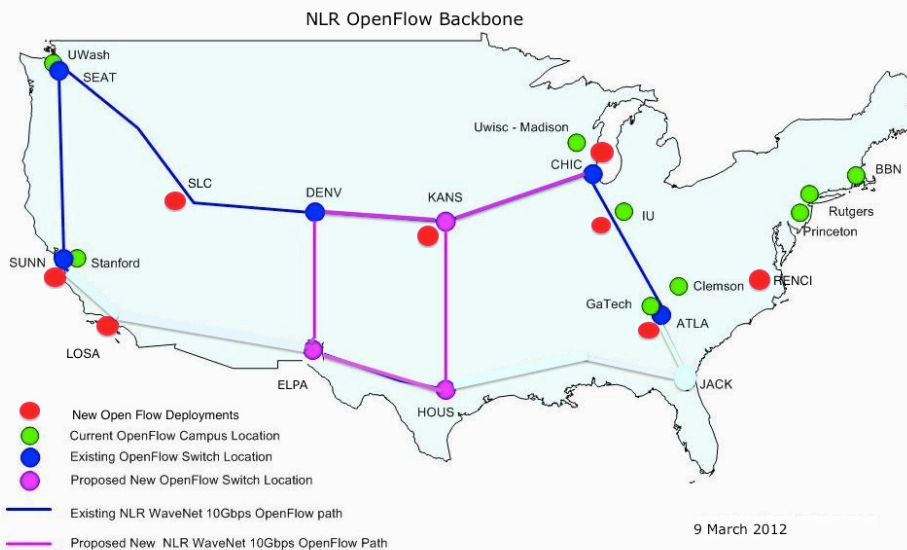 NLR OpenFlow Backbone
UWash
SEAT
Uwisc - Madison
CHIC
BBN
SLC
DENV
KANS
IU
Rutgers
Princeton
SUNN
Stanford
Clemson
RENCI
GaTech
ATLA
LOSA
ELPA
HOUS
JACK
New Open Flow Deployments
Current OpenFlow Campus Location
Existing OpenFlow Switch Location
Proposed New OpenFlow Switch Location
Existing NLR WaveNet 10Gbps OpenFlow path
Proposed New NLR WaveNet 10Gbps OpenFlow Path
9 March 2012